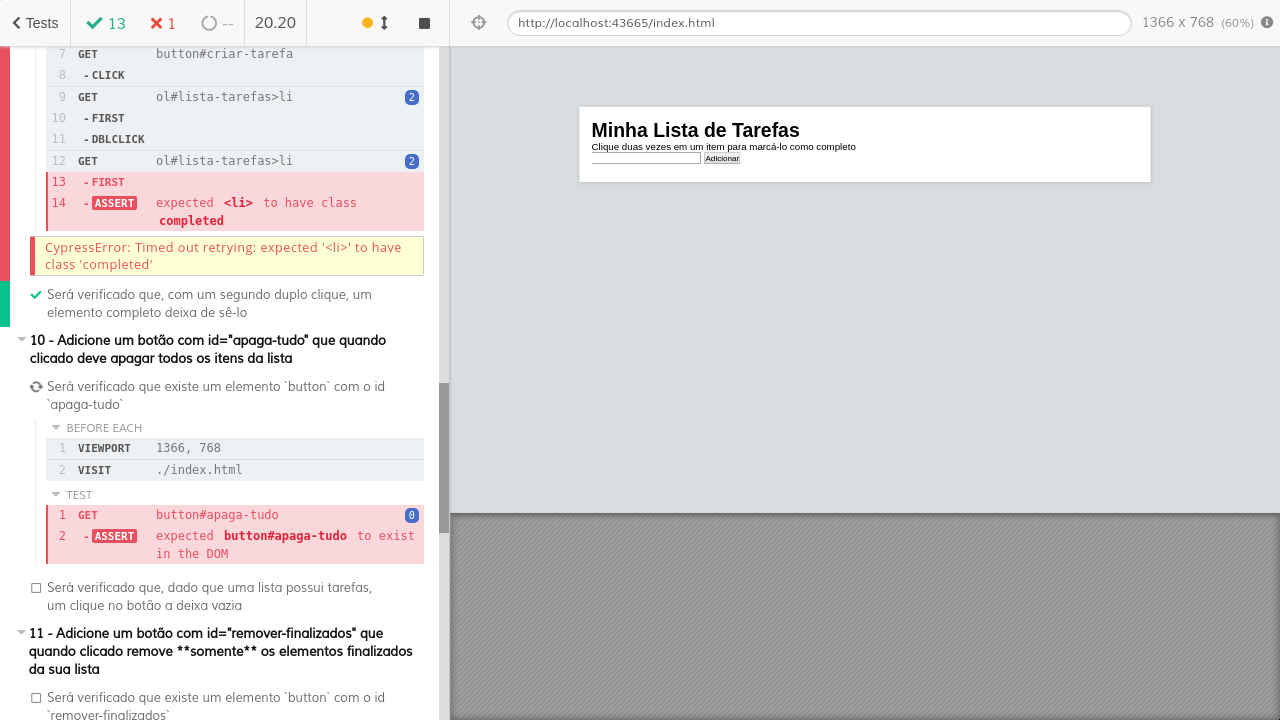 Tests
13
1
--
20.20
http://localhost:43665/index.html
1366 x 768 (60%)
7 GET button#criar-tarefa
8 - CLICK
9 GET ol#lista-tarefas>li 2
10 - FIRST
11 - DBLCLICK
12 GET ol#lista-tarefas>li 2
13 - FIRST
14 - ASSERT expected <li> to have class
completed
CypressError: Timed out retrying: expected '<li>' to have
class 'completed'
Será verificado que, com um segundo duplo clique, um
elemento completo deixa de sê-lo
10 - Adicione um botão com id="apaga-tudo" que quando
clicado deve apagar todos os itens da lista
Será verificado que existe um elemento `button` com o id
`apaga-tudo`
BEFORE EACH
1 VIEWPORT 1366, 768
2 VISIT ./index.html
TEST
1 GET button#apaga-tudo 0
2 - ASSERT expected button#apaga-tudo to exist
in the DOM
Será verificado que, dado que uma lista possui tarefas,
um clique no botão a deixa vazia
11 - Adicione um botão com id="remover-finalizados" que
quando clicado remove **somente** os elementos finalizados
da sua lista
Será verificado que existe um elemento `button` com o id
`remover-finalizados`
Minha Lista de Tarefas
Clique duas vezes em um item para marcá-lo como completo
Adicionar